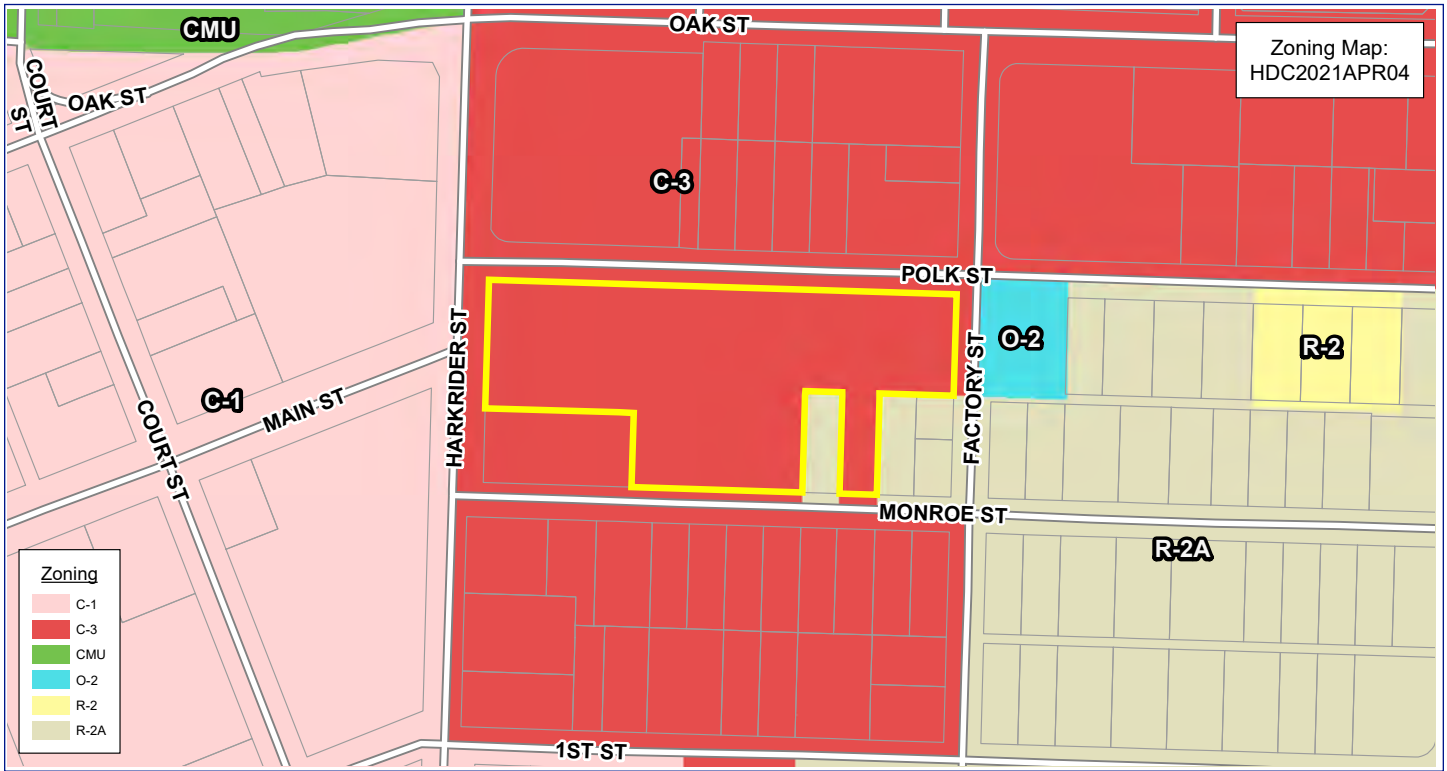 CMU
OAK ST
Zoning Map:
HDC2021APR04
COURT ST
OAK ST
C-3
POLK ST
HARKRIDER ST
FACTORY ST
O-2
R-2
C-1
MAIN ST
COURT ST
MONROE ST
R-2A
Zoning
C-1
C-3
CMU
O-2
R-2
R-2A
1ST ST